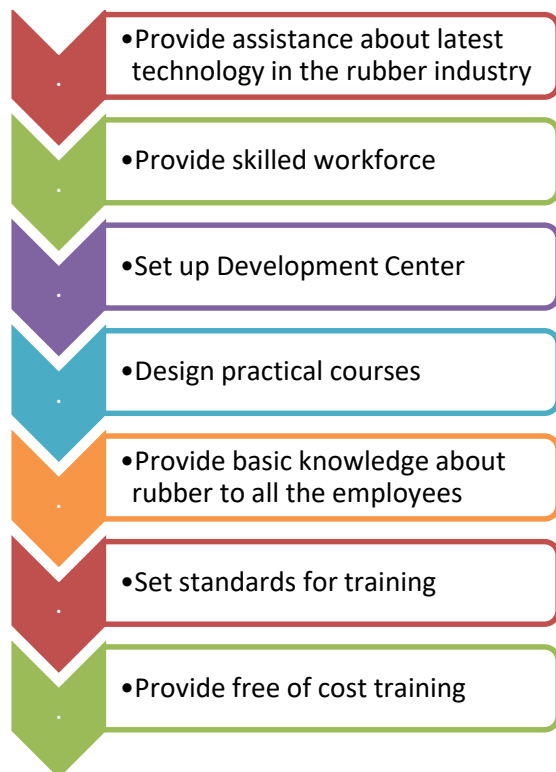 •Provide assistance about latest
technology in the rubber industry
•Provide skilled workforce
•Set up Development Center
•Design practical courses
•Provide basic knowledge about
rubber to all the employees
•Set standards for training
•Provide free of cost training